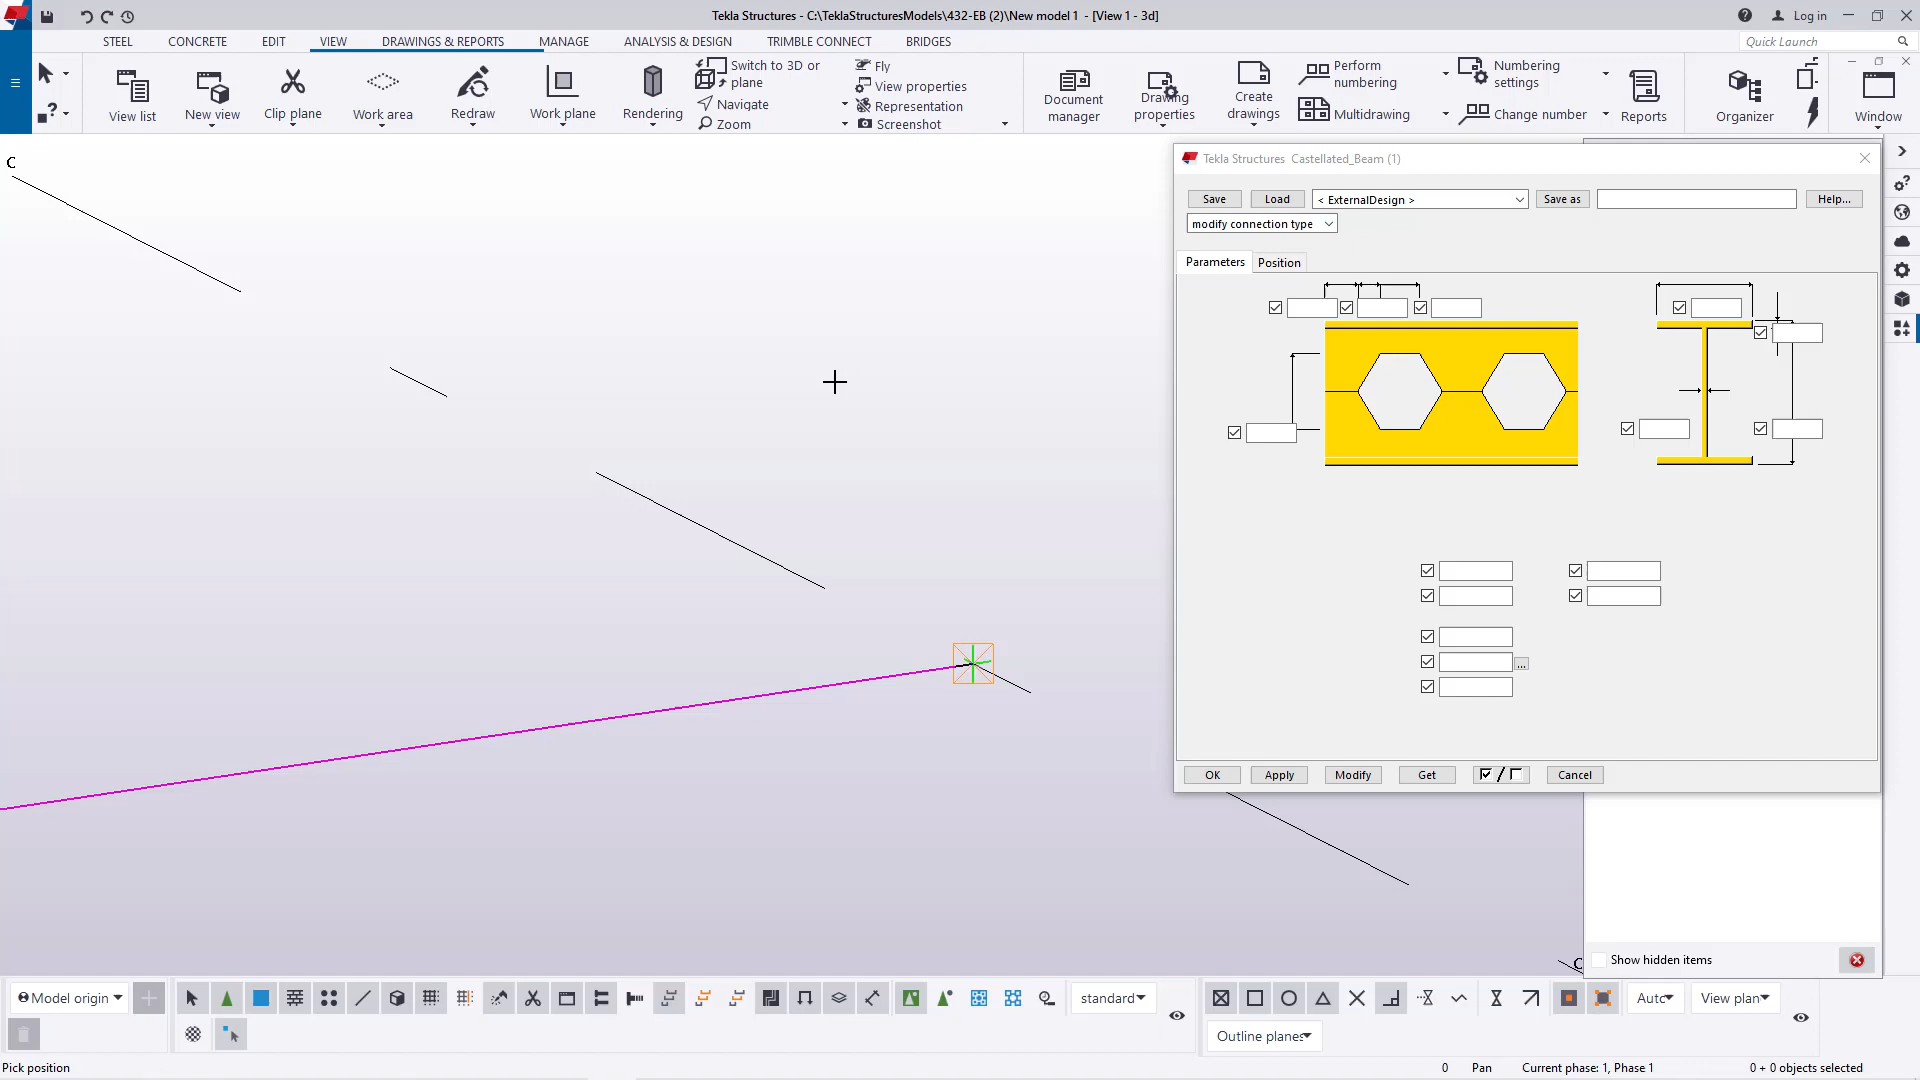 Tekla Structures - C:\TeklaStructuresModels\432-EB (2)\New model 1 - [View 1 - 3d]
Log in
STEEL
CONCRETE
EDIT
VIEW
DRAWINGS & REPORTS
MANAGE
ANALYSIS & DESIGN
TRIMBLE CONNECT
BRIDGES
Quick Launch
View list
New view
Clip plane
Work area
Redraw
Work plane
Rendering
Switch to 3D or
plane
Navigate
Zoom
Fly
View properties
Representation
Screenshot
Document
manager
Drawing
properties
Create
drawings
Perform
numbering
Multidrawing
Numbering
settings
Change number
Reports
Organizer
Window
C
Tekla Structures Castellated_Beam (1)
Save
Load
< ExternalDesign >
Save as
Help...
modify connection type
Parameters
Position
...
OK
Apply
Modify
Get
/
Cancel
C
Show hidden items
Model origin
standard
Auto
View plan
Outline planes
Pick position
0
Pan
Current phase: 1, Phase 1
0 + 0 objects selected